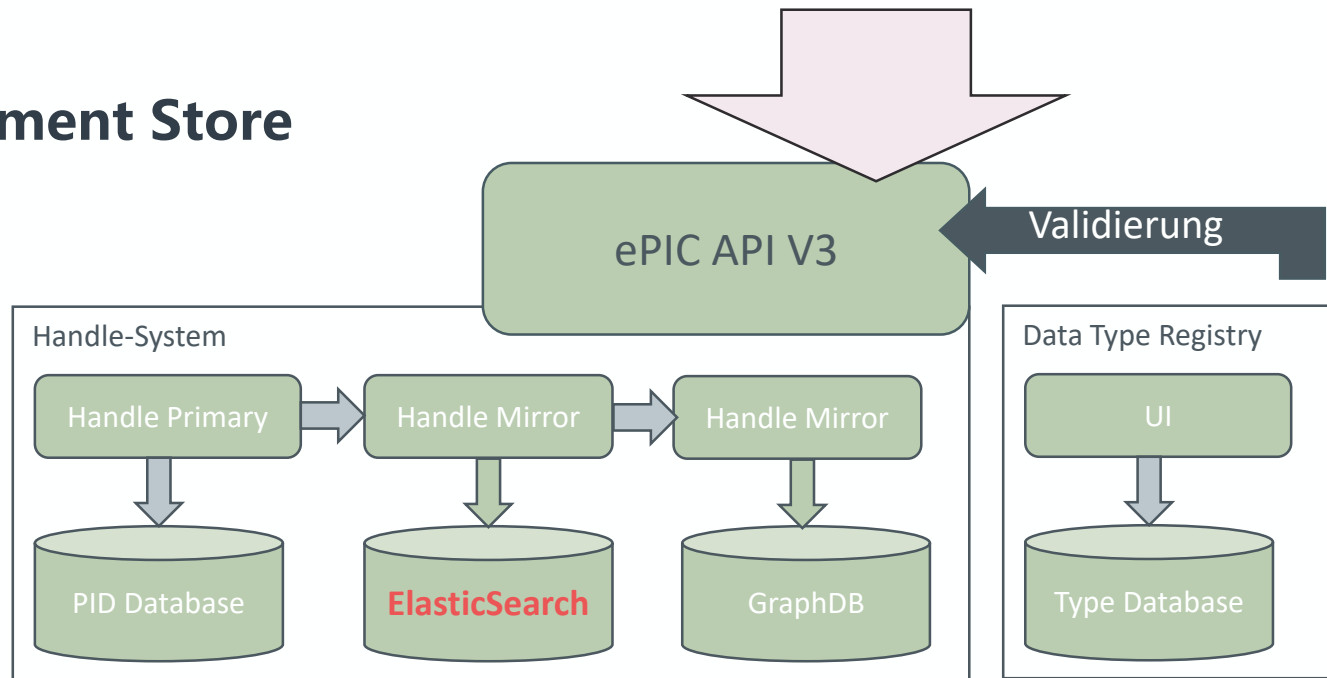 ment Store
ePIC API V3
Validierung
Handle-System
Data Type Registry
Handle Primary
Handle Mirror
Handle Mirror
UI
PID Database
ElasticSearch
GraphDB
Type Database